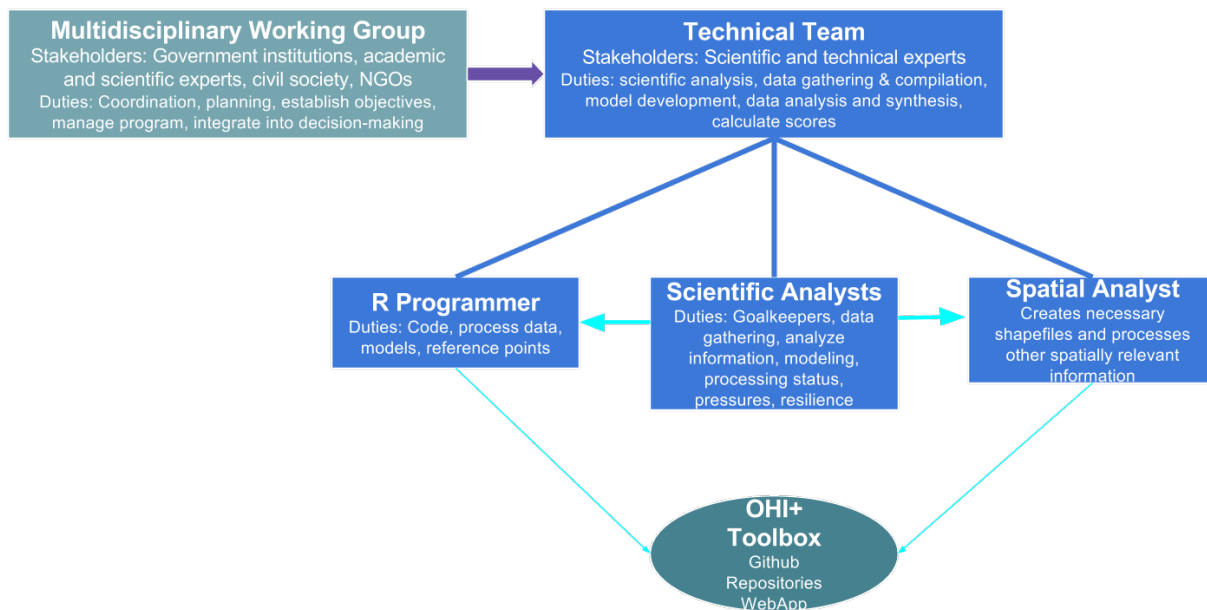 Multidisciplinary Working Group
Stakeholders: Government institutions, academic
and scientific experts, civil society, NGOs
Duties: Coordination, planning, establish objectives,
manage program, integrate into decision-making
Technical Team
Stakeholders: Scientific and technical experts
Duties: scientific analysis, data gathering & compilation,
model development, data analysis and synthesis,
calculate scores
R Programmer
Duties: Code, process data,
models, reference points
Scientific Analysts
Duties: Goalkeepers, data
gathering, analyze
information, modeling,
processing status,
pressures, resilience
Spatial Analyst
Creates necessary
shapefiles and processes
other spatially relevant
information
OHI+
Toolbox
Github
Repositories
WebApp